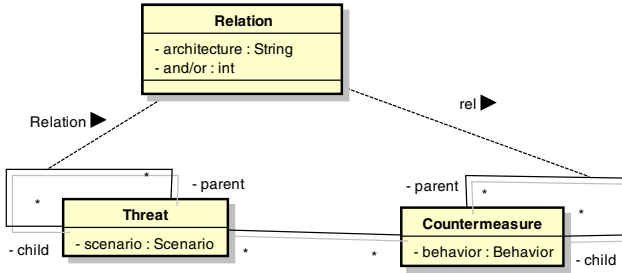 Relation
- architecture : String
- and/or : int
Relation
rel
*
- parent
- parent
*
*
*
Threat
Countermeasure
- scenario : Scenario
- behavior : Behavior
- child
*
*
- child